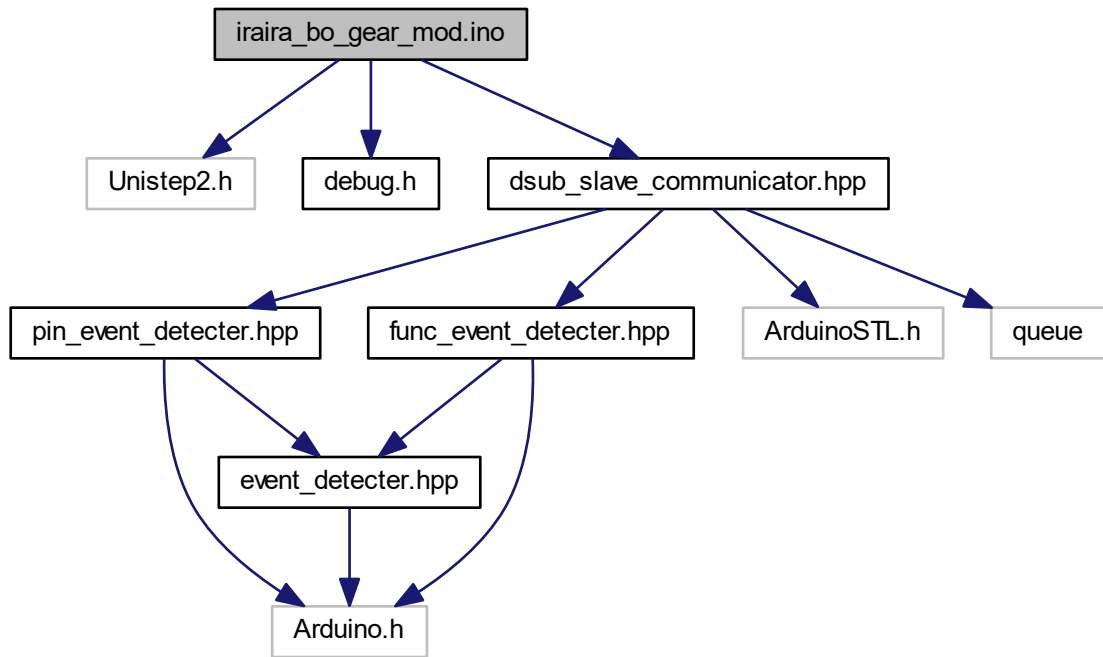 iraira_bo_gear_mod.ino
Unistep2.h
debug.h
dsub_slave_communicator.hpp
pin_event_detecter.hpp
func_event_detecter.hpp
ArduinoSTL.h
queue
event_detecter.hpp
Arduino.h